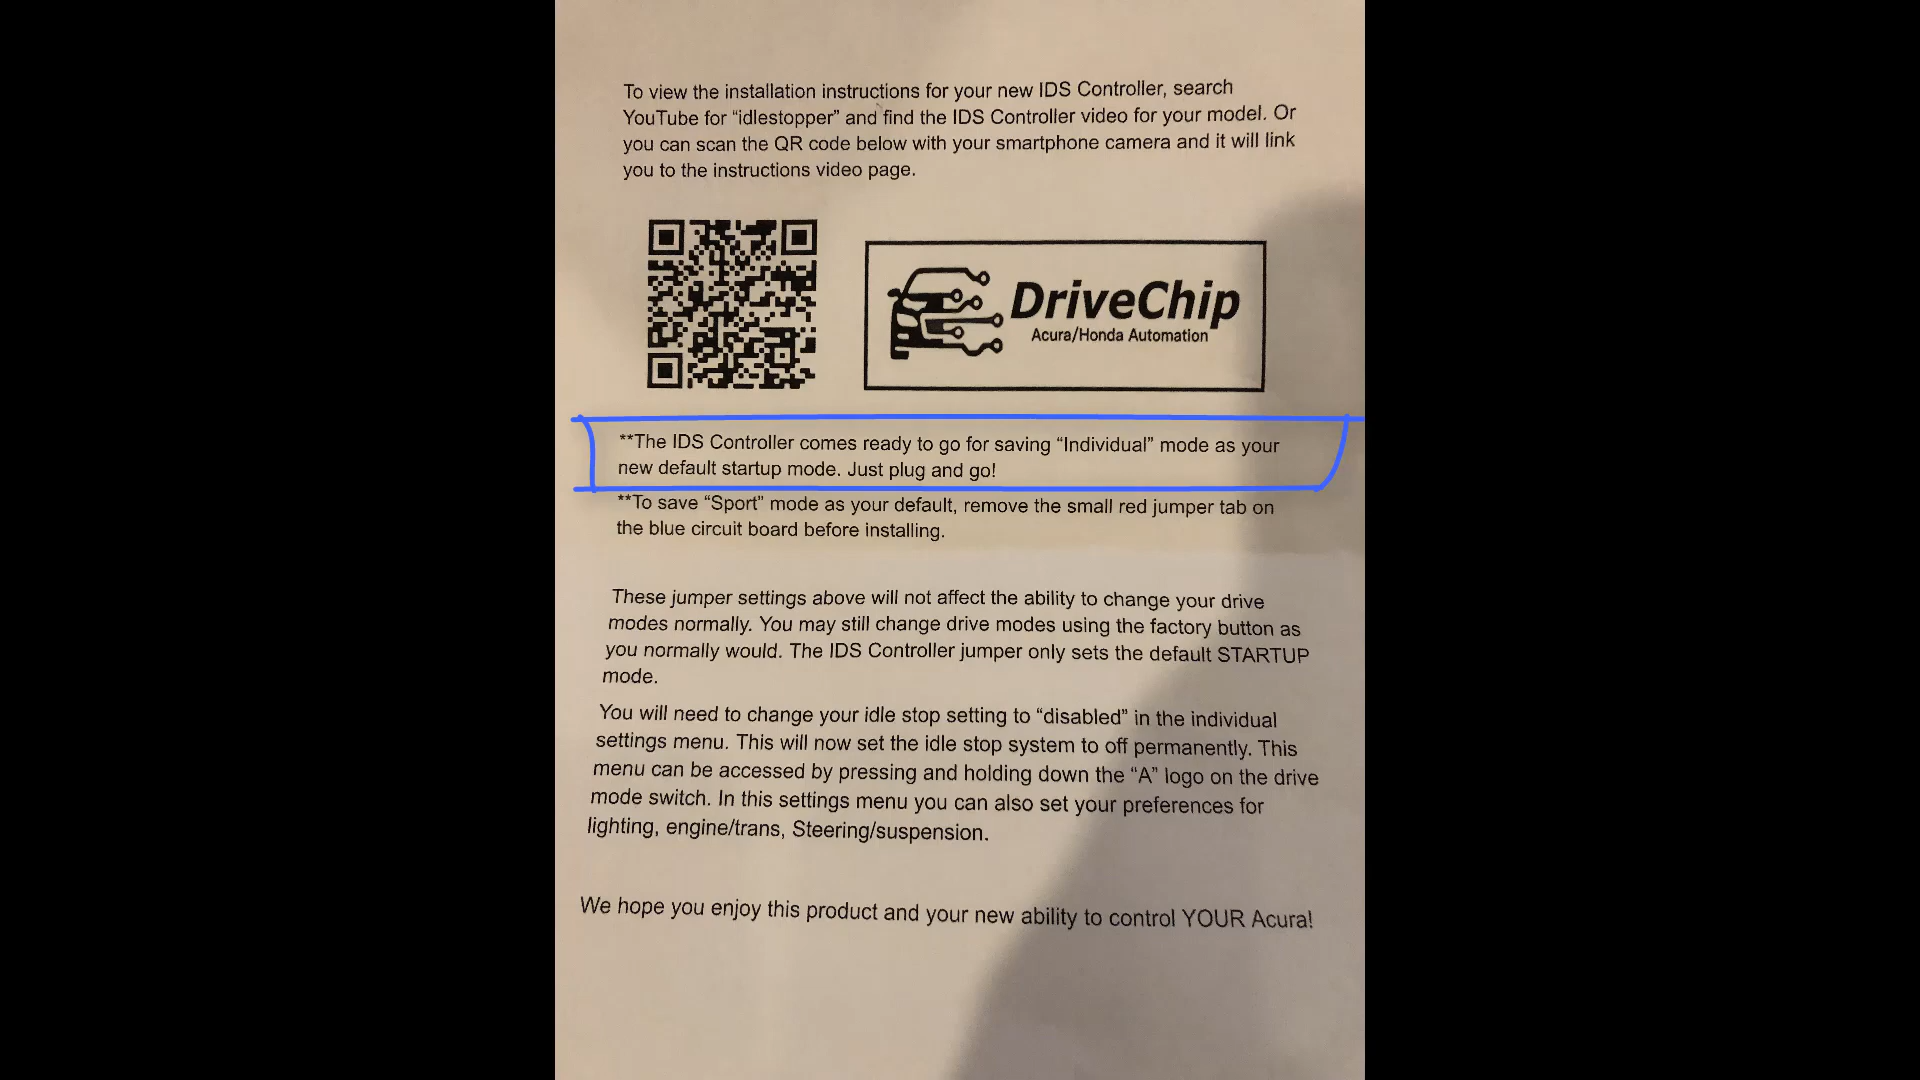 To view the installation instructions for your new IDS Controller, search
YouTube for “idlestopper” and find the IDS Controller video for your model. Or
you can scan the QR code below with your smartphone camera and it will link
you to the instructions video page.
DriveChip
Acura/Honda Automation
**The IDS Controller comes ready to go for saving “Individual” mode as your
new default startup mode. Just plug and go!
**To save “Sport” mode as your default, remove the small red jumper tab on
the blue circuit board before installing.
These jumper settings above will not affect the ability to change your drive
modes normally. You may still change drive modes using the factory button as
you normally would. The IDS Controller jumper only sets the default STARTUP
mode.
You will need to change your idle stop setting to “disabled” in the individual
settings menu. This will now set the idle stop system to off permanently. This
menu can be accessed by pressing and holding down the “A” logo on the drive
mode switch. In this settings menu you can also set your preferences for
lighting, engine/trans, Steering/suspension.
We hope you enjoy this product and your new ability to control YOUR Acura!